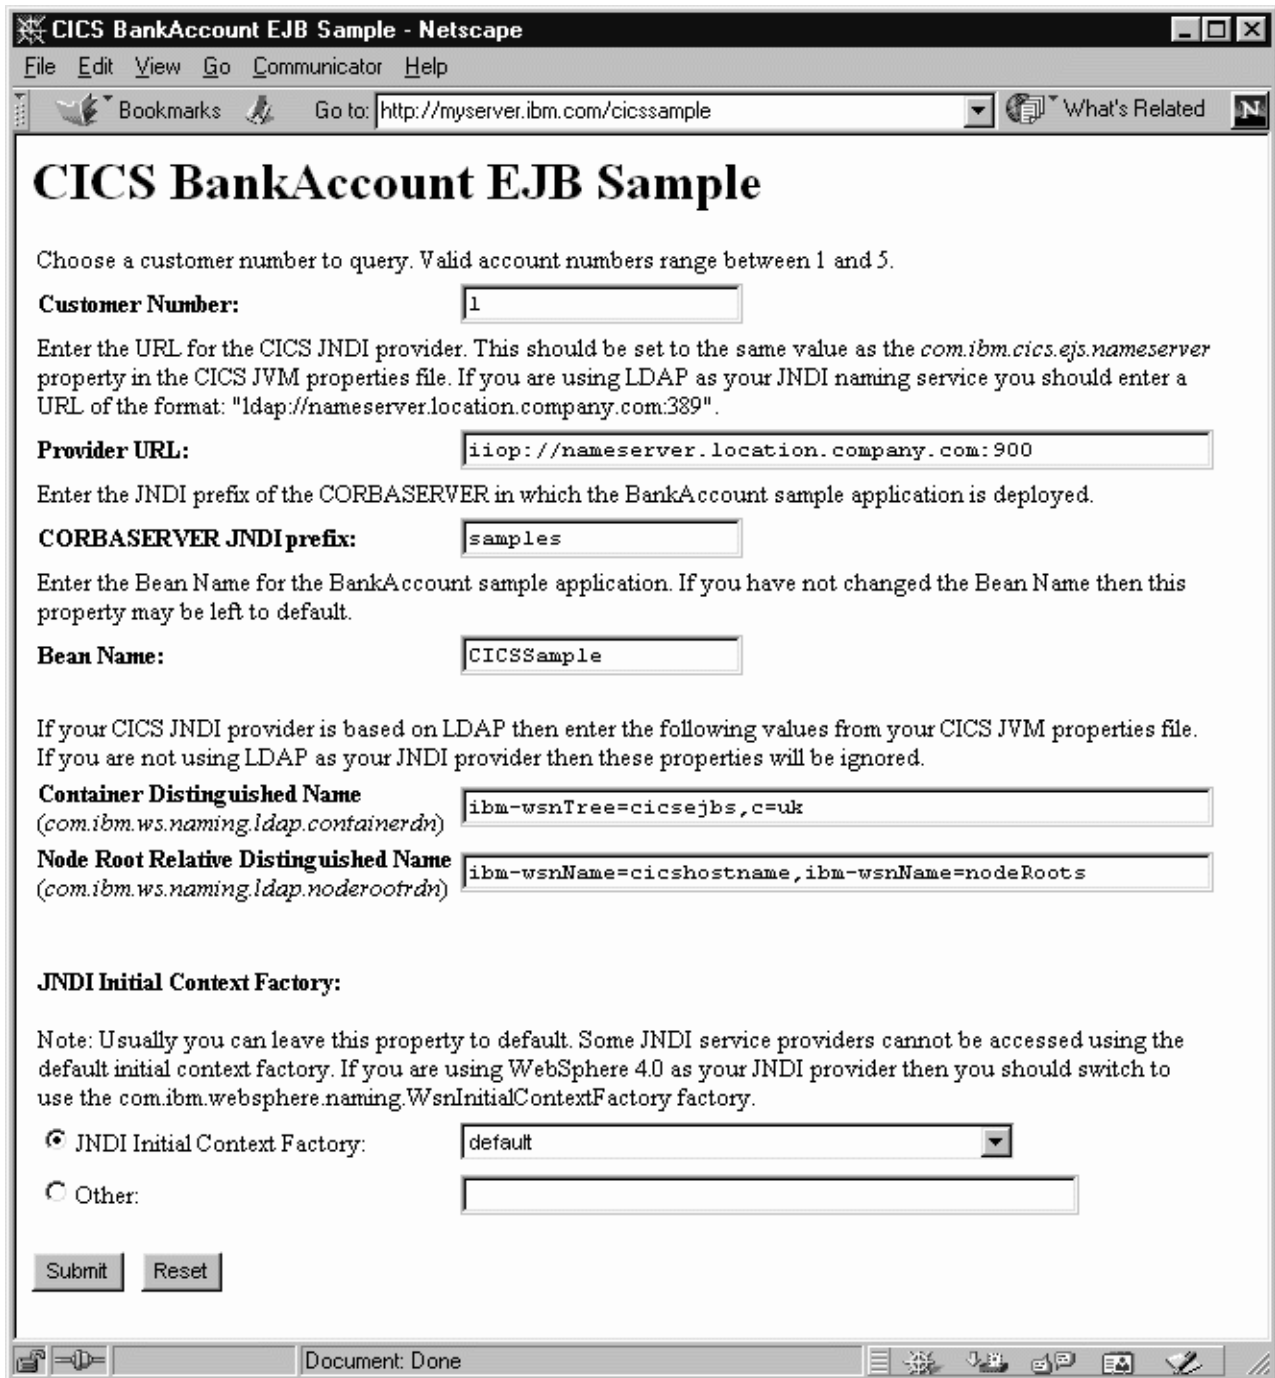 CICS BankAccount EJB Sample - Netscape
File Edit View Go Communicator Help
Bookmarks Go to: http://myserver.ibm.com/cicssample What's Related N
CICS BankAccount EJB Sample
Choose a customer number to query. Valid account numbers range between 1 and 5.
Customer Number: 1
Enter the URL for the CICS JNDI provider. This should be set to the same value as the com.ibm.cics.ejs.nameserver
property in the CICS JVM properties file. If you are using LDAP as your JNDI naming service you should enter a
URL of the format: "ldap://nameserver.location.company.com:389".
Provider URL: iiop://nameserver.location.company.com:900
Enter the JNDI prefix of the CORBASERVER in which the BankAccount sample application is deployed.
CORBASERVER JNDI prefix: samples
Enter the Bean Name for the BankAccount sample application. If you have not changed the Bean Name then this
property may be left to default.
Bean Name: CICSSample
If your CICS JNDI provider is based on LDAP then enter the following values from your CICS JVM properties file.
If you are not using LDAP as your JNDI provider then these properties will be ignored.
Container Distinguished Name
(com.ibm.ws.naming.ldap.containerdn) ibm-wsnTree=cicsejbs,c=uk
Node Root Relative Distinguished Name
(com.ibm.ws.naming.ldap.noderootrdn) ibm-wsnName=cicshostname,ibm-wsnName=nodeRoots
JNDI Initial Context Factory:
Note: Usually you can leave this property to default. Some JNDI service providers cannot be accessed using the
default initial context factory. If you are using WebSphere 4.0 as your JNDI provider then you should switch to
use the com.ibm.websphere.naming.WsnInitialContextFactory factory.
JNDI Initial Context Factory: default
Other:
Submit Reset
Document: Done